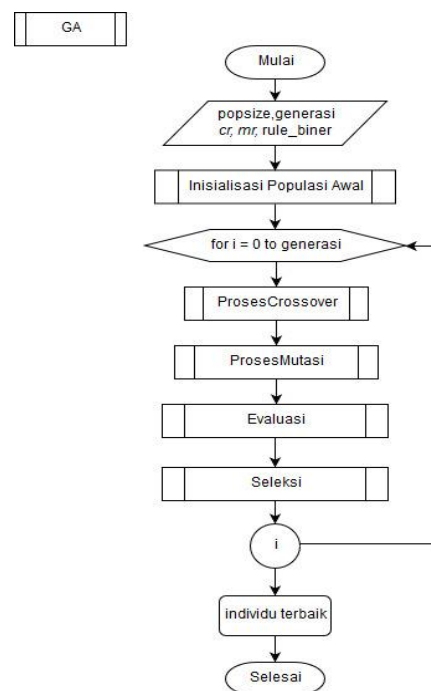 GA
Mulai
popsize,generasi
cr, mr, rule_biner
Inisialisasi Populasi Awal
for i = 0 to generasi
ProsesCrossover
ProsesMutasi
Evaluasi
Seleksi
i
individu terbaik
Selesai